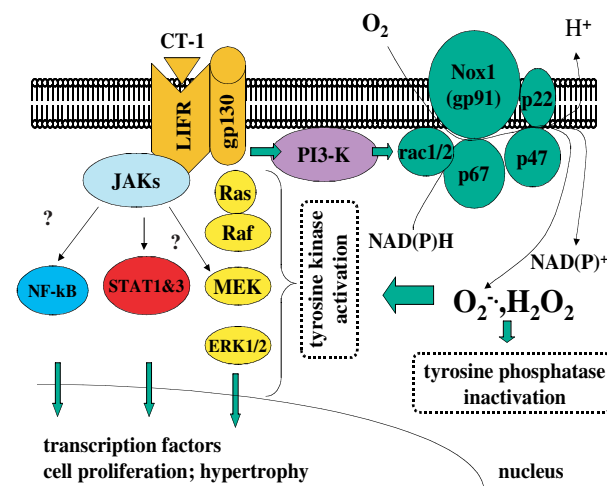 CT-1
O2
H+
LIFR
gp130
Nox1
(gp91)
p22
PI3-K
rac1/2
p67
p47
JAKs
Ras
Raf
?
?
NF-kB
STAT1&3
MEK
ERK1/2
tyrosine kinase
activation
NAD(P)H
NAD(P)+
O2-·,H2O2
tyrosine phosphatase
inactivation
transcription factors
cell proliferation; hypertrophy
nucleus